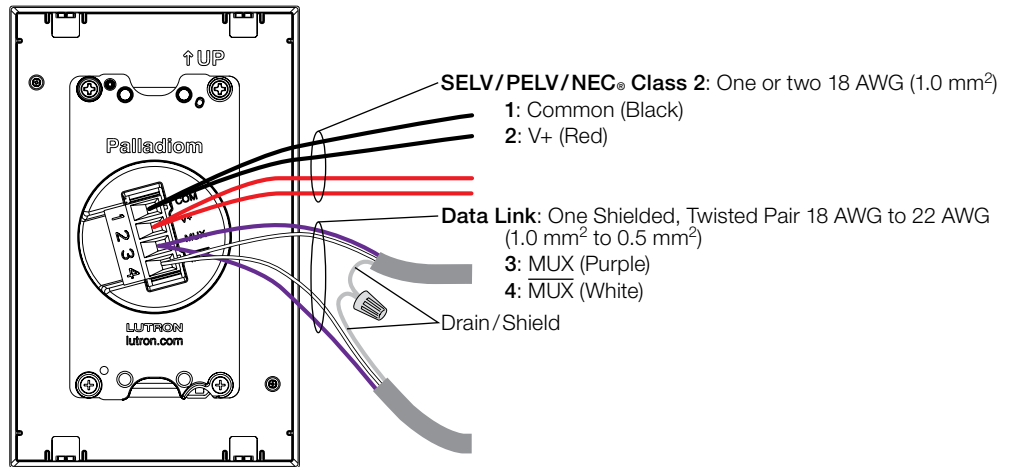 ↑ UP
Palladiom
COM
V+
MUX
1
2
3
4
LUTRON
lutron.com
SELV/PELV/NEC® Class 2: One or two 18 AWG (1.0 mm²)
1: Common (Black)
2: V+ (Red)
Data Link: One Shielded, Twisted Pair 18 AWG to 22 AWG
(1.0 mm² to 0.5 mm²)
3: MUX (Purple)
4: M̅U̅X̅ (White)
Drain/Shield